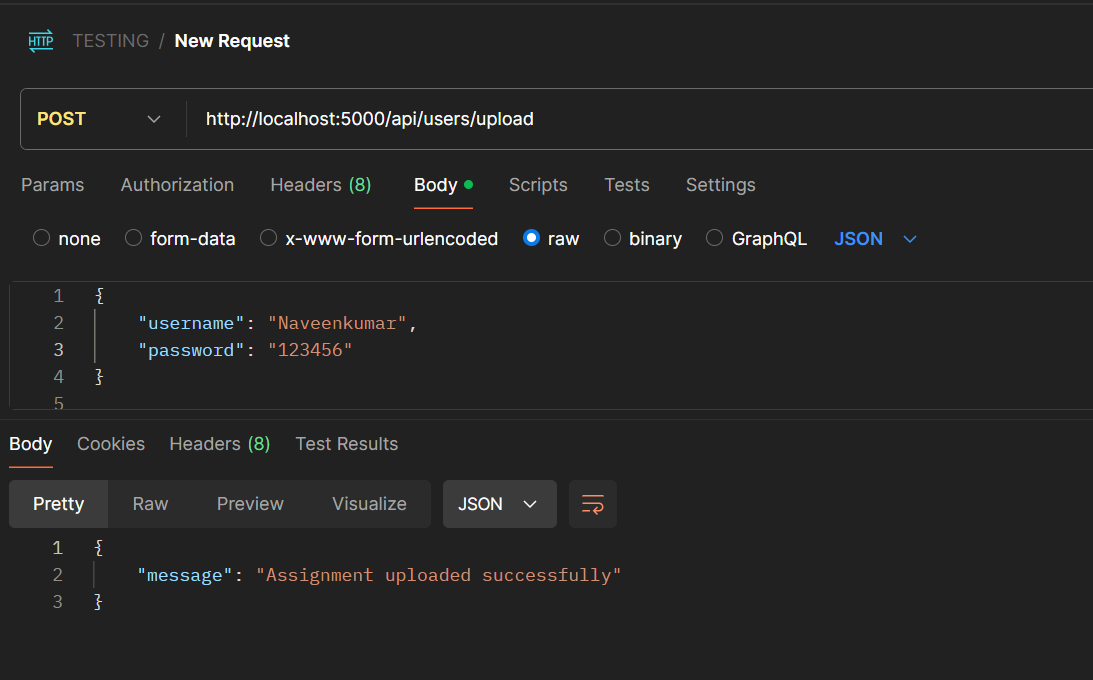 HTTP TESTING / New Request
POST http://localhost:5000/api/users/upload
Params Authorization Headers (8) Body Scripts Tests Settings
none form-data x-www-form-urlencoded raw binary GraphQL JSON
1 {
2 "username": "Naveenkumar",
3 "password": "123456"
4 }
5
Body Cookies Headers (8) Test Results
Pretty Raw Preview Visualize JSON
1 {
2 "message": "Assignment uploaded successfully"
3 }